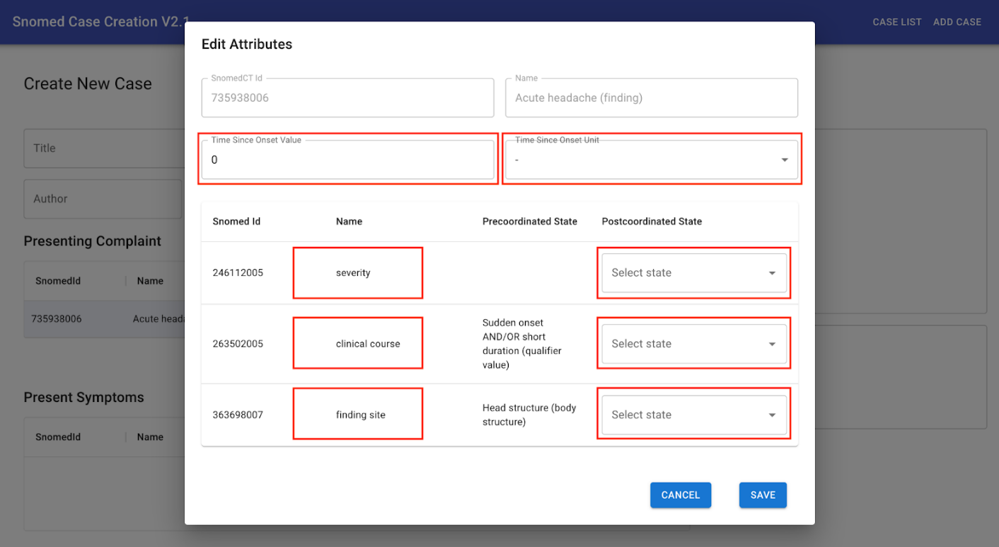 Snomed Case Creation V2.1
CASE LIST ADD CASE
Create New Case
Title
Author
Presenting Complaint
SnomedId Name
735938006 Acute
Present Symptoms
SnomedId Name
Edit Attributes
SnomedCT Id Name
735938006 Acute headache (finding)
Time Since Onset Value Time Since Onset Unit
0 -
Snomed Id Name Precoordinated State Postcoordinated State
246112005 severity Select state
263502005 clinical course Sudden onset
AND/OR short
duration (qualifier
value) Select state
363698007 finding site Head structure (body
structure) Select state
CANCEL SAVE